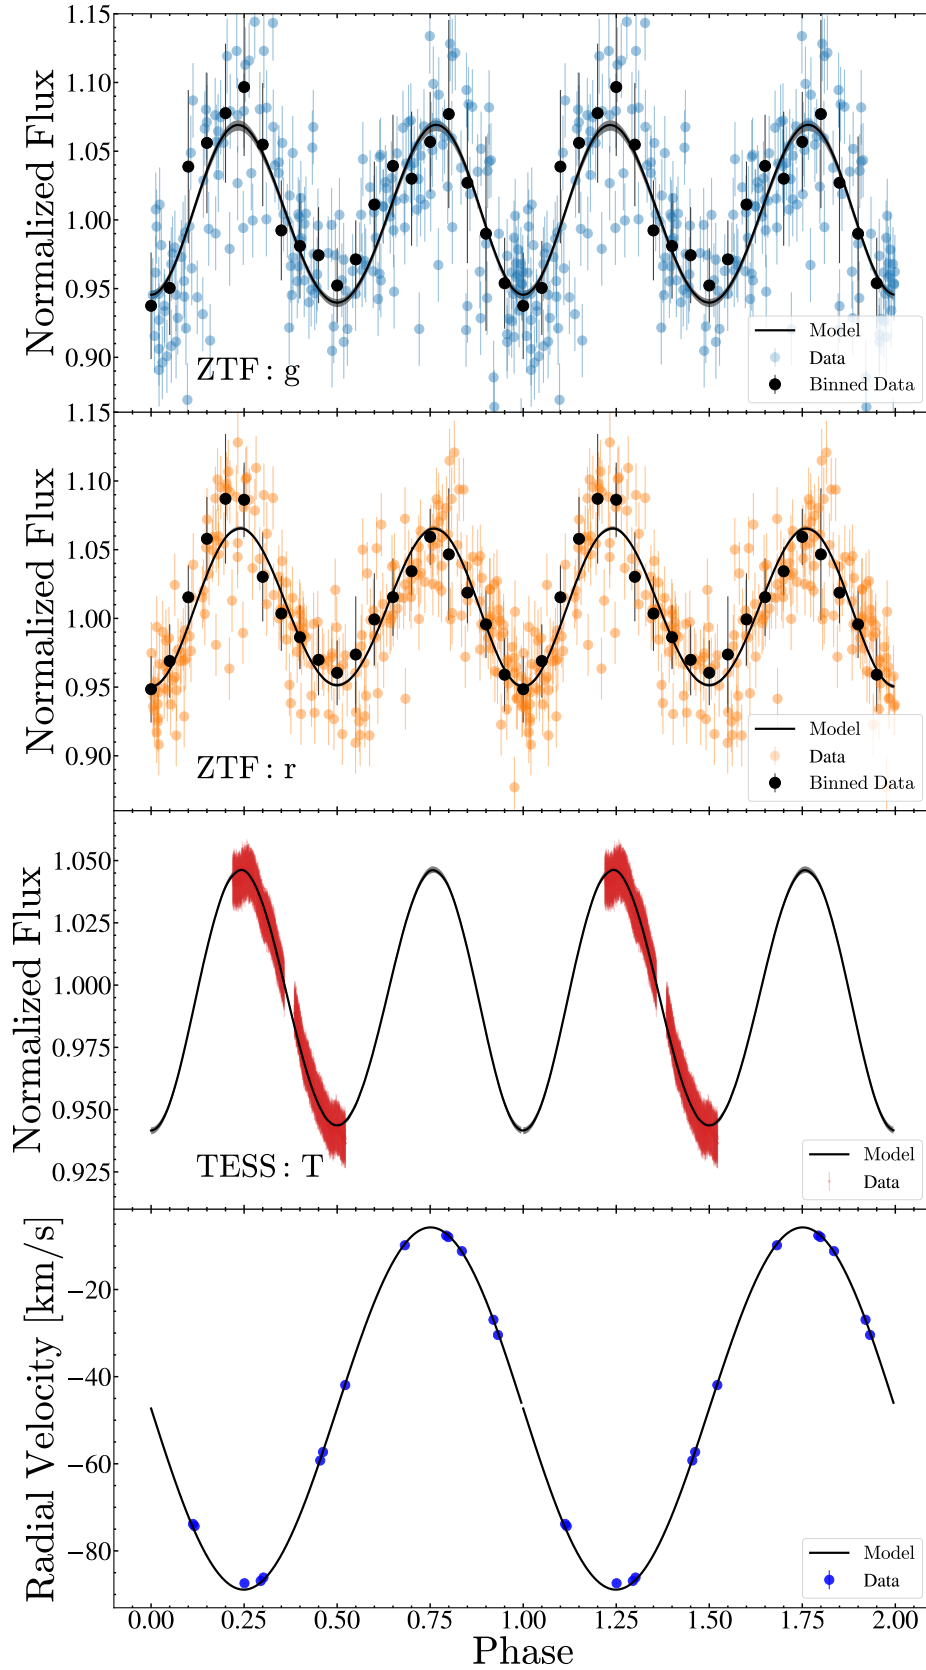 1.15
1.10
1.05
1.00
0.95
0.90
Normalized Flux
ZTF: g
Model
Data
Binned Data
1.15
1.10
1.05
1.00
0.95
0.90
Normalized Flux
ZTF: r
Model
Data
Binned Data
1.050
1.025
1.000
0.975
0.950
0.925
Normalized Flux
TESS: T
Model
Data
−20
−40
−60
−80
Radial Velocity [km/s]
Model
Data
0.00 0.25 0.50 0.75 1.00 1.25 1.50 1.75 2.00
Phase